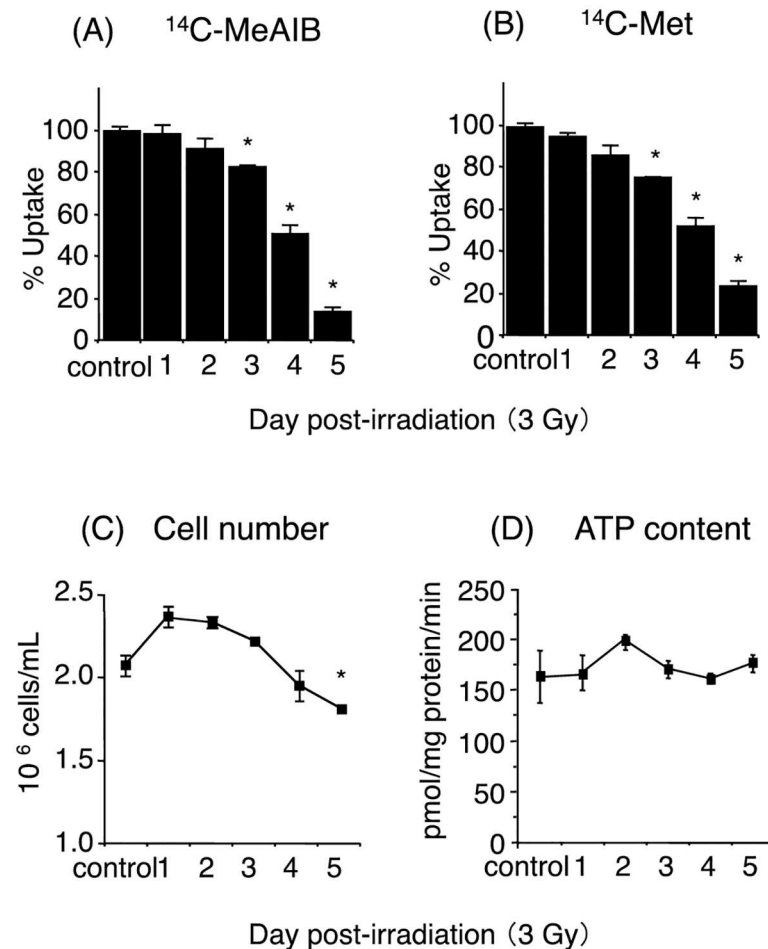 (A) ¹⁴C-MeAIB
% Uptake
100
80
60
40
20
0
*
*
*
control 1 2 3 4 5
(B) ¹⁴C-Met
% Uptake
100
80
60
40
20
0
*
*
*
control1 2 3 4 5
Day post-irradiation (3 Gy)
(C) Cell number
10 ⁶ cells/mL
2.5
2.0
1.5
1.0
*
control1 2 3 4 5
(D) ATP content
pmol/mg protein/min
250
200
150
100
50
0
control 1 2 3 4 5
Day post-irradiation (3 Gy)